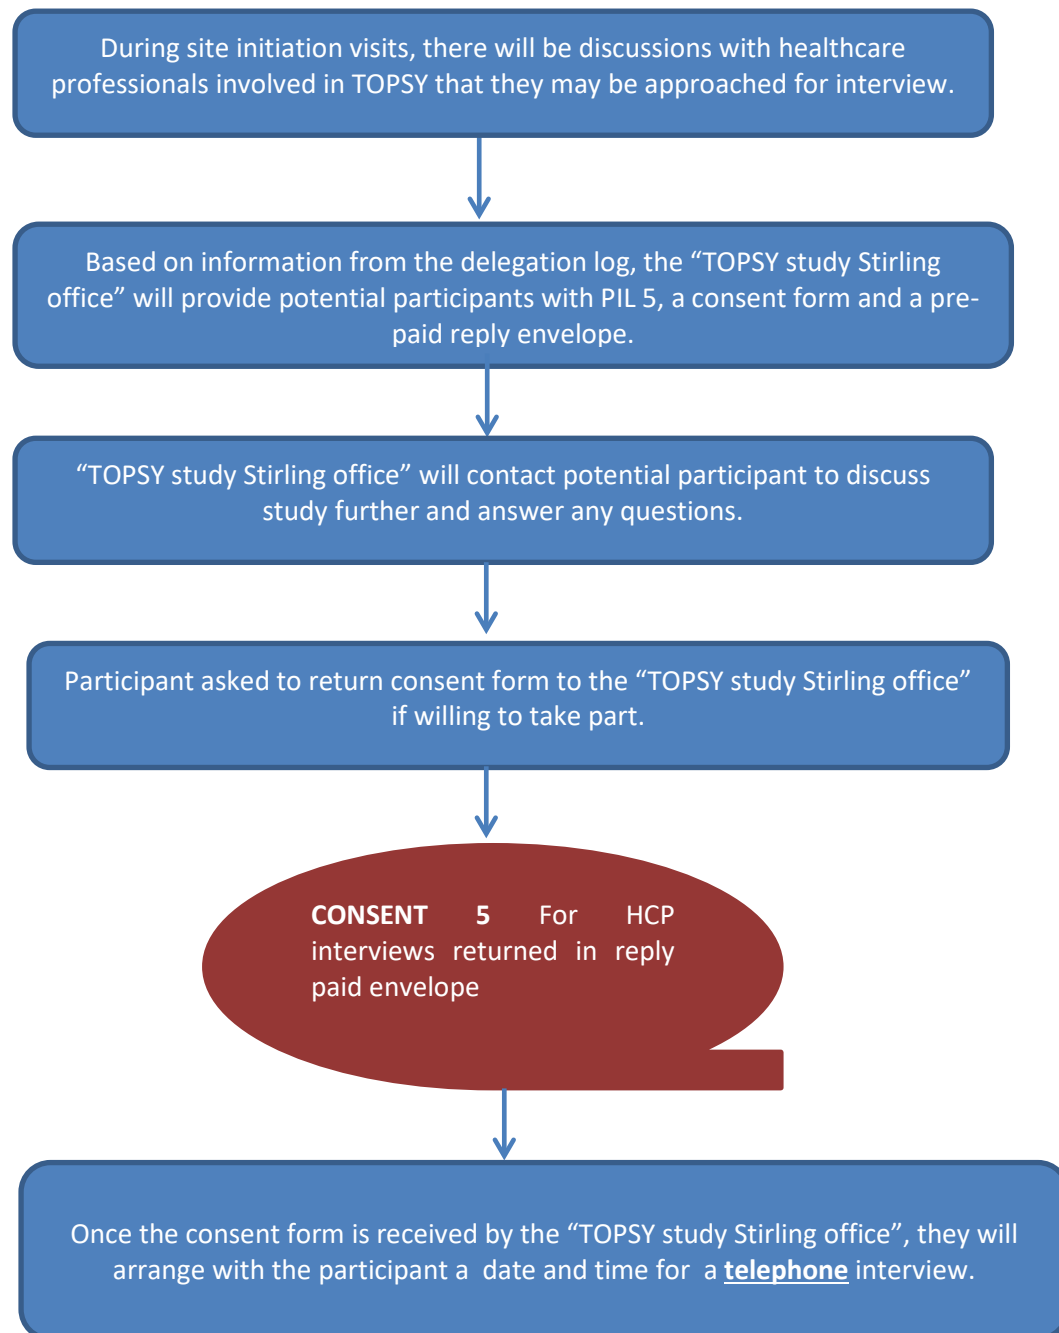 During site initiation visits, there will be discussions with healthcare
professionals involved in TOPSY that they may be approached for interview.
Based on information from the delegation log, the “TOPSY study Stirling
office” will provide potential participants with PIL 5, a consent form and a pre-
paid reply envelope.
“TOPSY study Stirling office” will contact potential participant to discuss
study further and answer any questions.
Participant asked to return consent form to the “TOPSY study Stirling office”
if willing to take part.
CONSENT 5 For HCP
interviews returned in reply
paid envelope
Once the consent form is received by the “TOPSY study Stirling office”, they will
arrange with the participant a date and time for a telephone interview.